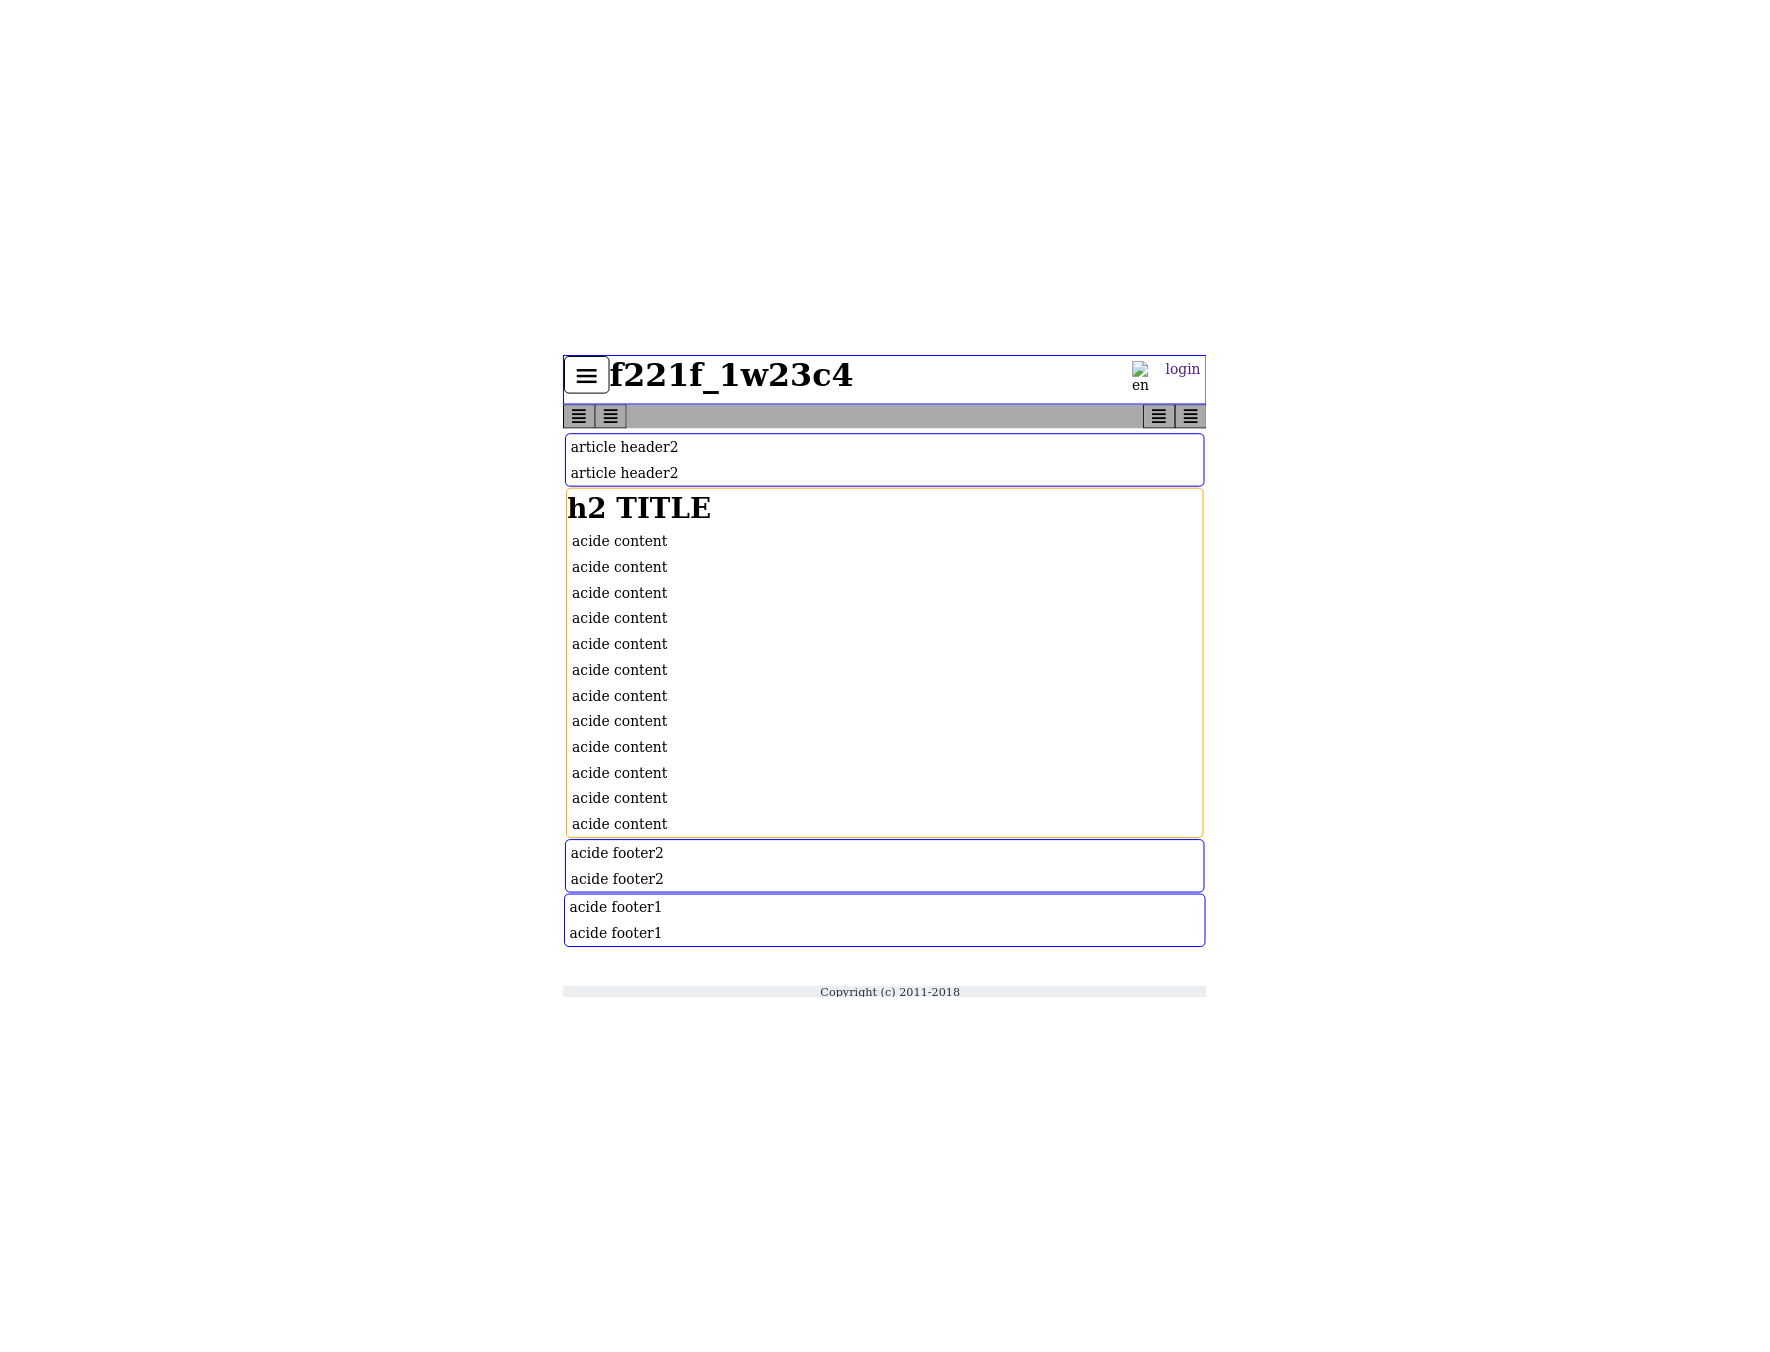 f221f_1w23c4
en
login
article header2
article header2
h2 TITLE
acide content
acide content
acide content
acide content
acide content
acide content
acide content
acide content
acide content
acide content
acide content
acide content
acide footer2
acide footer2
acide footer1
acide footer1
Copyright (c) 2011-2018